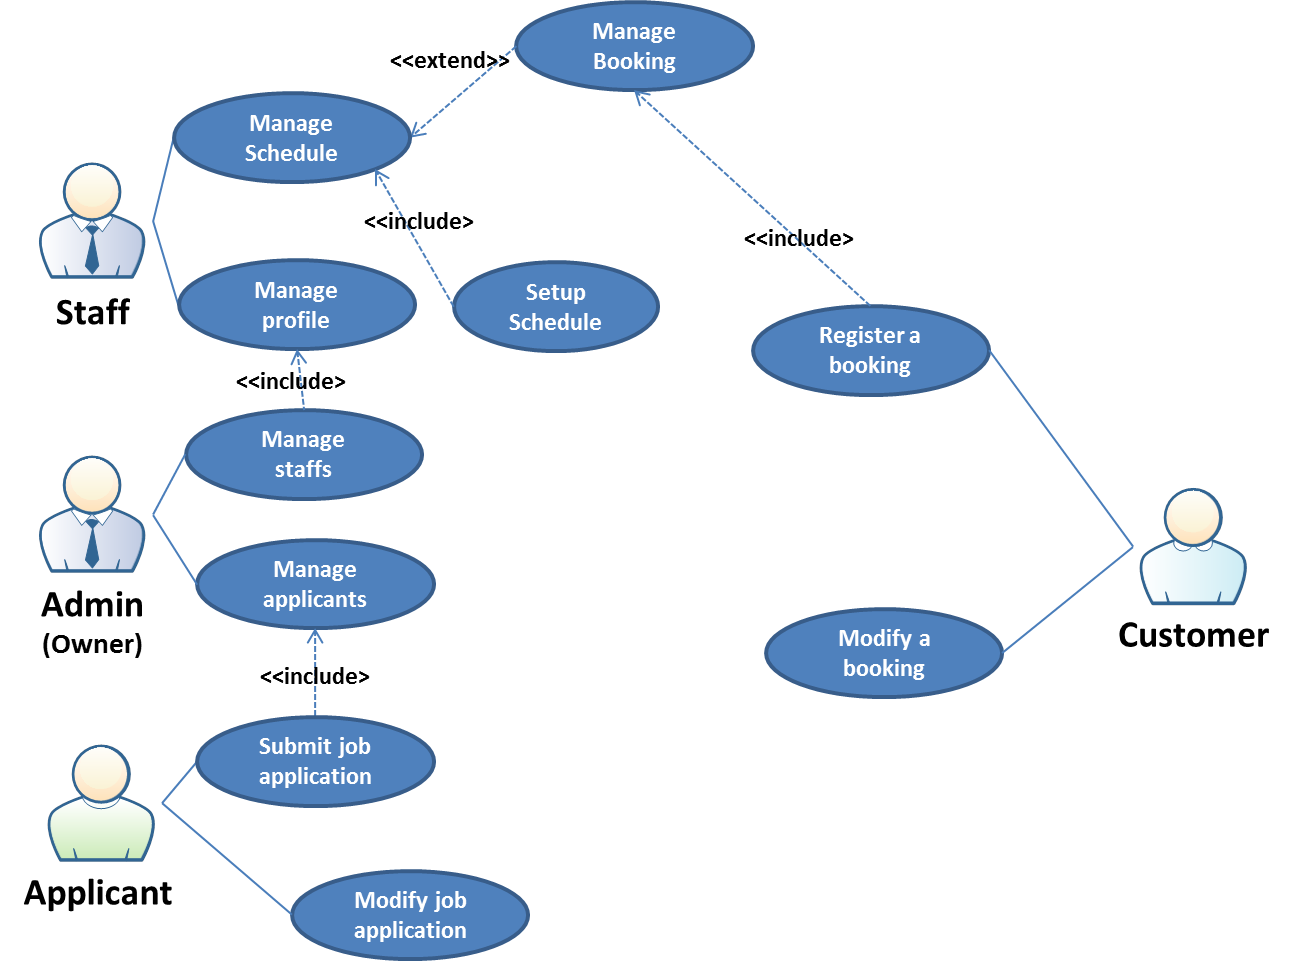 Manage
Booking
<<extend>>
Manage
Schedule
<<include>
<<include>
Staff
Manage
profile
Setup
Schedule
Register a
booking
<<include>
Manage
staffs
Admin
(Owner)
Manage
applicants
Customer
Modify a
booking
<<include>
Submit job
application
Applicant
Modify job
application